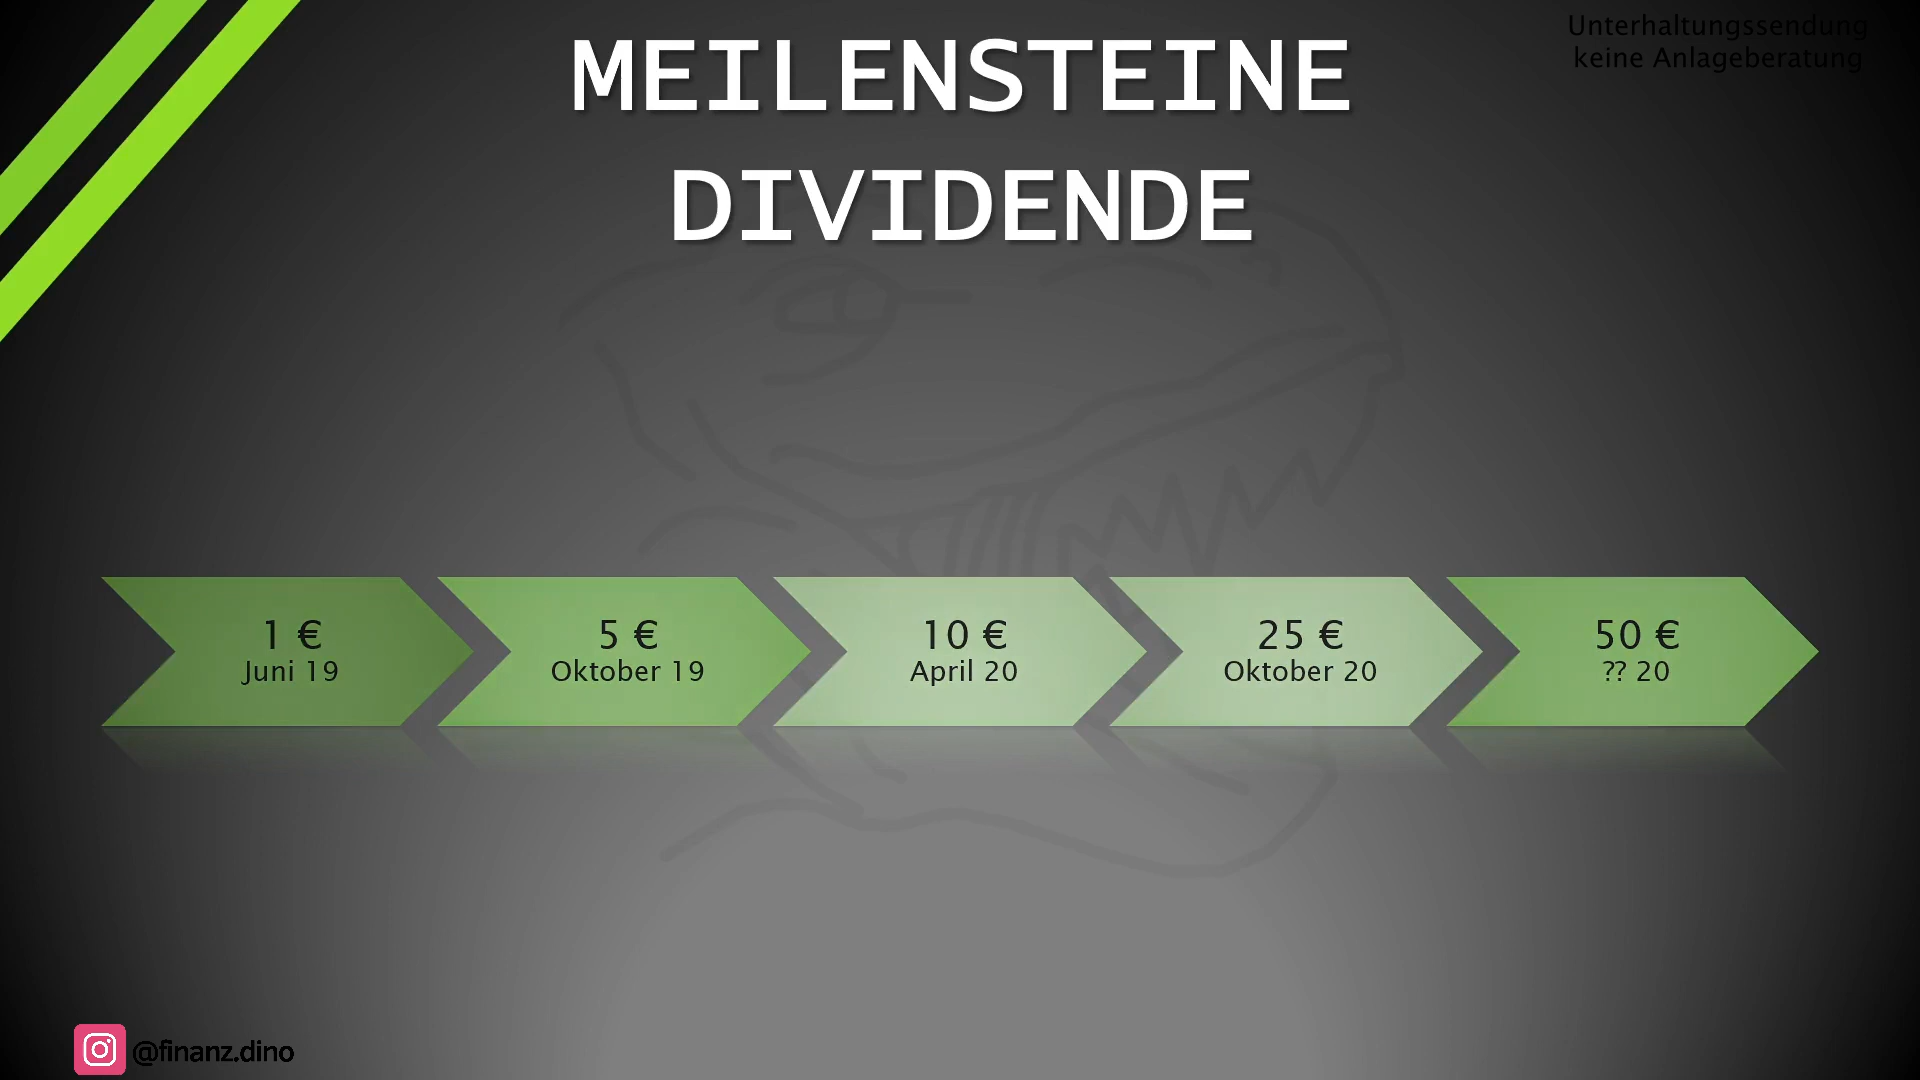 Unterhaltungssendung
keine Anlageberatung
MEILENSTEINE
DIVIDENDE
1 €
Juni 19
5 €
Oktober 19
10 €
April 20
25 €
Oktober 20
50 €
?? 20
@finanz.dino